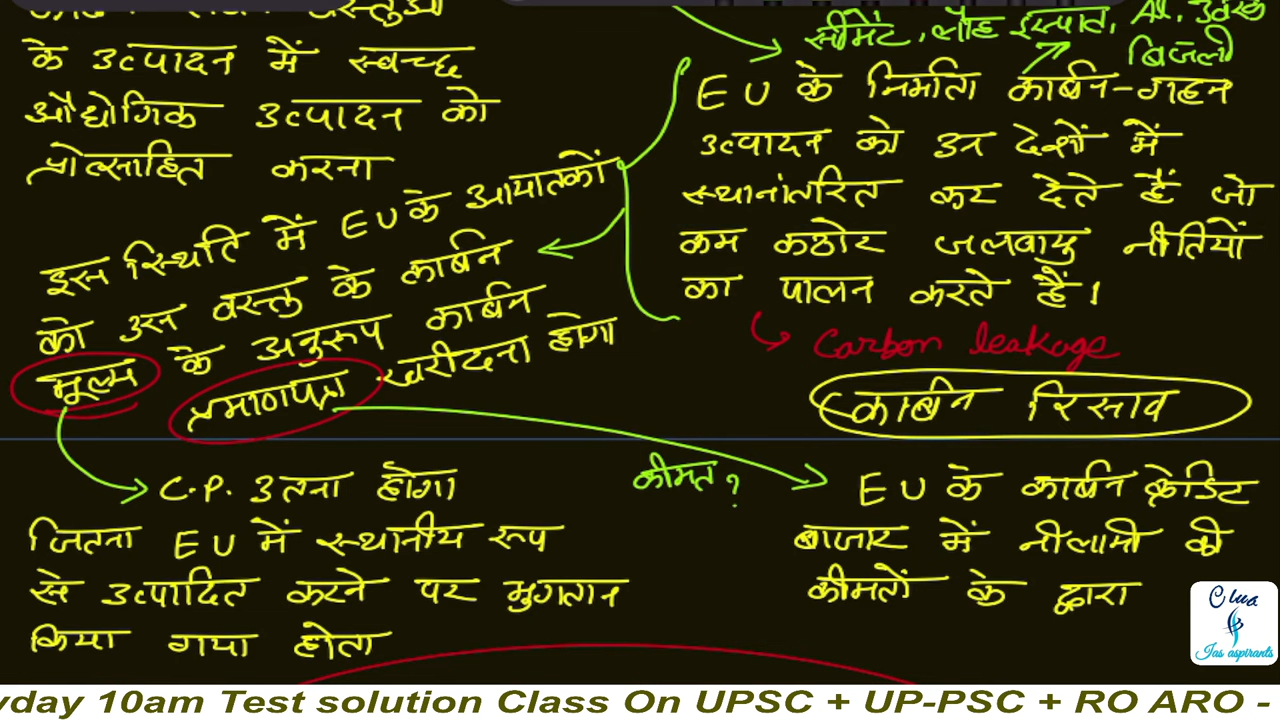 के उत्पादन में स्वच्छ
औद्योगिक उत्पादन को
प्रोत्साहित करना
इस स्थिति में EU के आयातकों
को उस वस्तु के कार्बन
मूल्य के अनुरूप कार्बन
प्रमाणपत्र खरीदना होगा
C.P. उतना होगा
जितना EU में स्थानीय रूप
से उत्पादित करने पर भुगतान
किया गया होता
सीमेंट, लौह इस्पात, Al,
बिजली
EU के निर्माता कार्बन-गहन
उत्पादन को उन देशों में
स्थानांतरित कर देते हैं जो
कम कठोर जलवायु नीतियों
का पालन करते हैं।
Carbon leakage
कार्बन रिसाव
कीमत?
EU के कार्बन क्रेडिट
बाजार में नीलामी की
कीमतों के द्वारा
Ias aspirants
yday 10am Test solution Class On UPSC + UP-PSC + RO ARO -